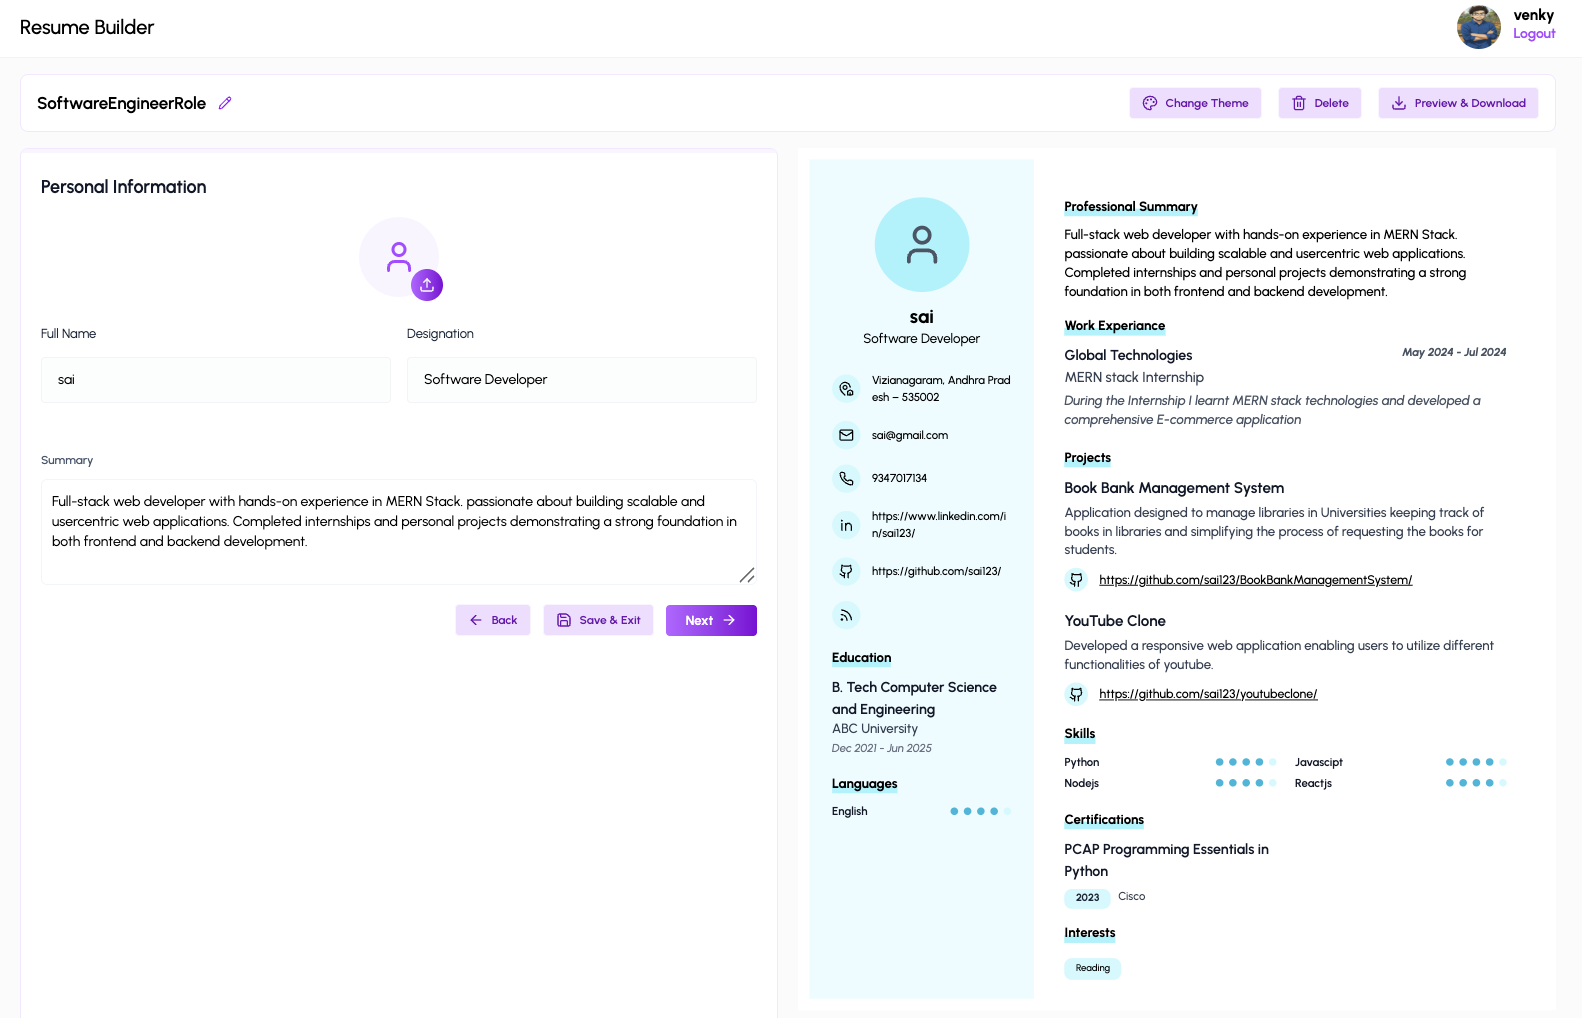 Resume Builder
venky
Logout
SoftwareEngineerRole
Change Theme
Delete
Preview & Download
Personal Information
Full Name
Designation
sai
Software Developer
Summary
Full-stack web developer with hands-on experience in MERN Stack. passionate about building scalable and
usercentric web applications. Completed internships and personal projects demonstrating a strong foundation in
both frontend and backend development.
Back
Save & Exit
Next
sai
Software Developer
Vizianagaram, Andhra Prad
esh – 535002
sai@gmail.com
9347017134
https://www.linkedin.com/i
n/sai123/
https://github.com/sai123/
Education
B. Tech Computer Science
and Engineering
ABC University
Dec 2021 - Jun 2025
Languages
English
Professional Summary
Full-stack web developer with hands-on experience in MERN Stack.
passionate about building scalable and usercentric web applications.
Completed internships and personal projects demonstrating a strong
foundation in both frontend and backend development.
Work Experiance
Global Technologies
May 2024 - Jul 2024
MERN stack Internship
During the Internship I learnt MERN stack technologies and developed a
comprehensive E-commerce application
Projects
Book Bank Management System
Application designed to manage libraries in Universities keeping track of
books in libraries and simplifying the process of requesting the books for
students.
https://github.com/sai123/BookBankManagementSystem/
YouTube Clone
Developed a responsive web application enabling users to utilize different
functionalities of youtube.
https://github.com/sai123/youtubeclone/
Skills
Python
Javascipt
Nodejs
Reactjs
Certifications
PCAP Programming Essentials in
Python
2023
Cisco
Interests
Reading